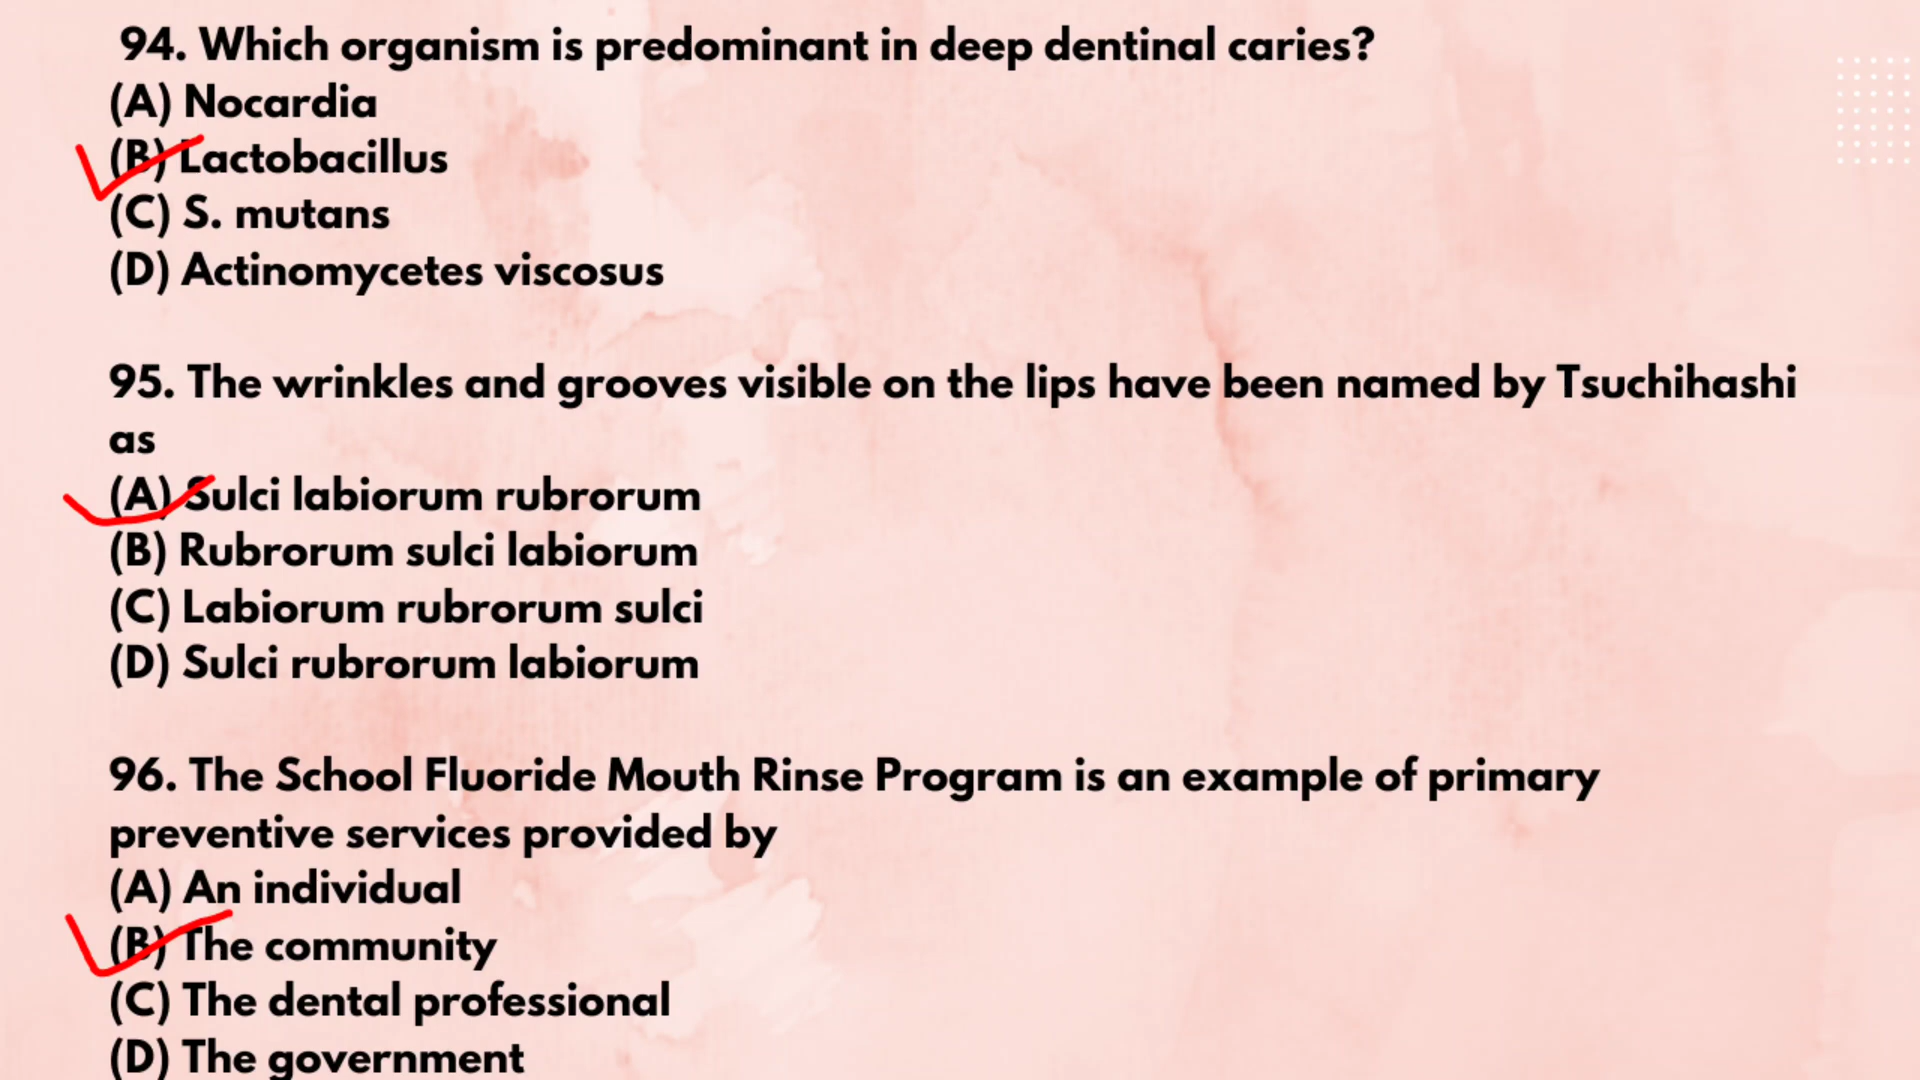 94. Which organism is predominant in deep dentinal caries?
(A) Nocardia
(B) Lactobacillus
(C) S. mutans
(D) Actinomycetes viscosus
95. The wrinkles and grooves visible on the lips have been named by Tsuchihashi
as
(A) Sulci labiorum rubrorum
(B) Rubrorum sulci labiorum
(C) Labiorum rubrorum sulci
(D) Sulci rubrorum labiorum
96. The School Fluoride Mouth Rinse Program is an example of primary
preventive services provided by
(A) An individual
(B) The community
(C) The dental professional
(D) The government